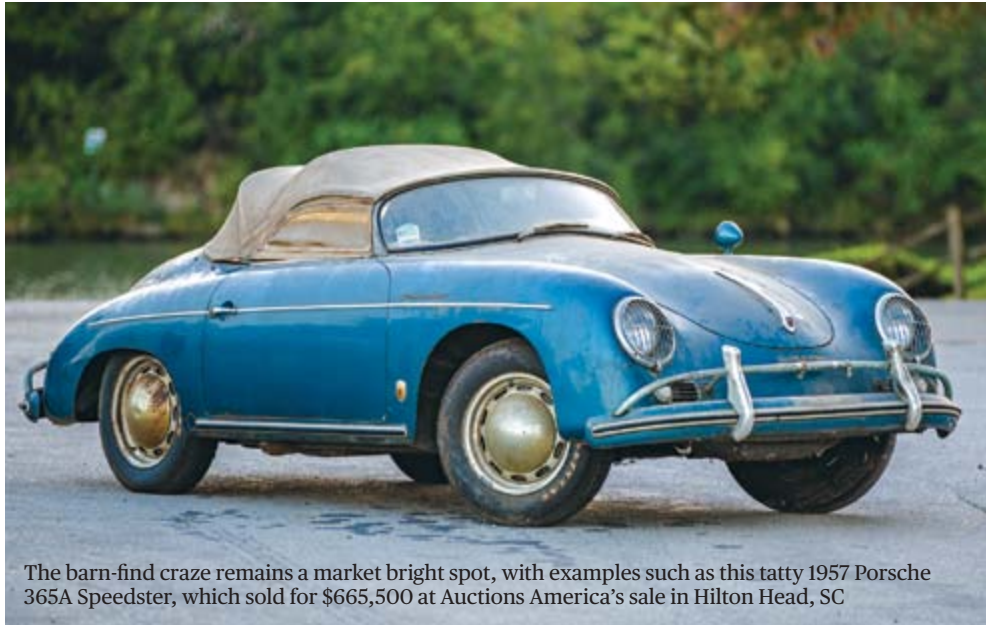 The barn-find craze remains a market bright spot, with examples such as this tatty 1957 Porsche
365A Speedster, which sold for $665,500 at Auctions America's sale in Hilton Head, SC